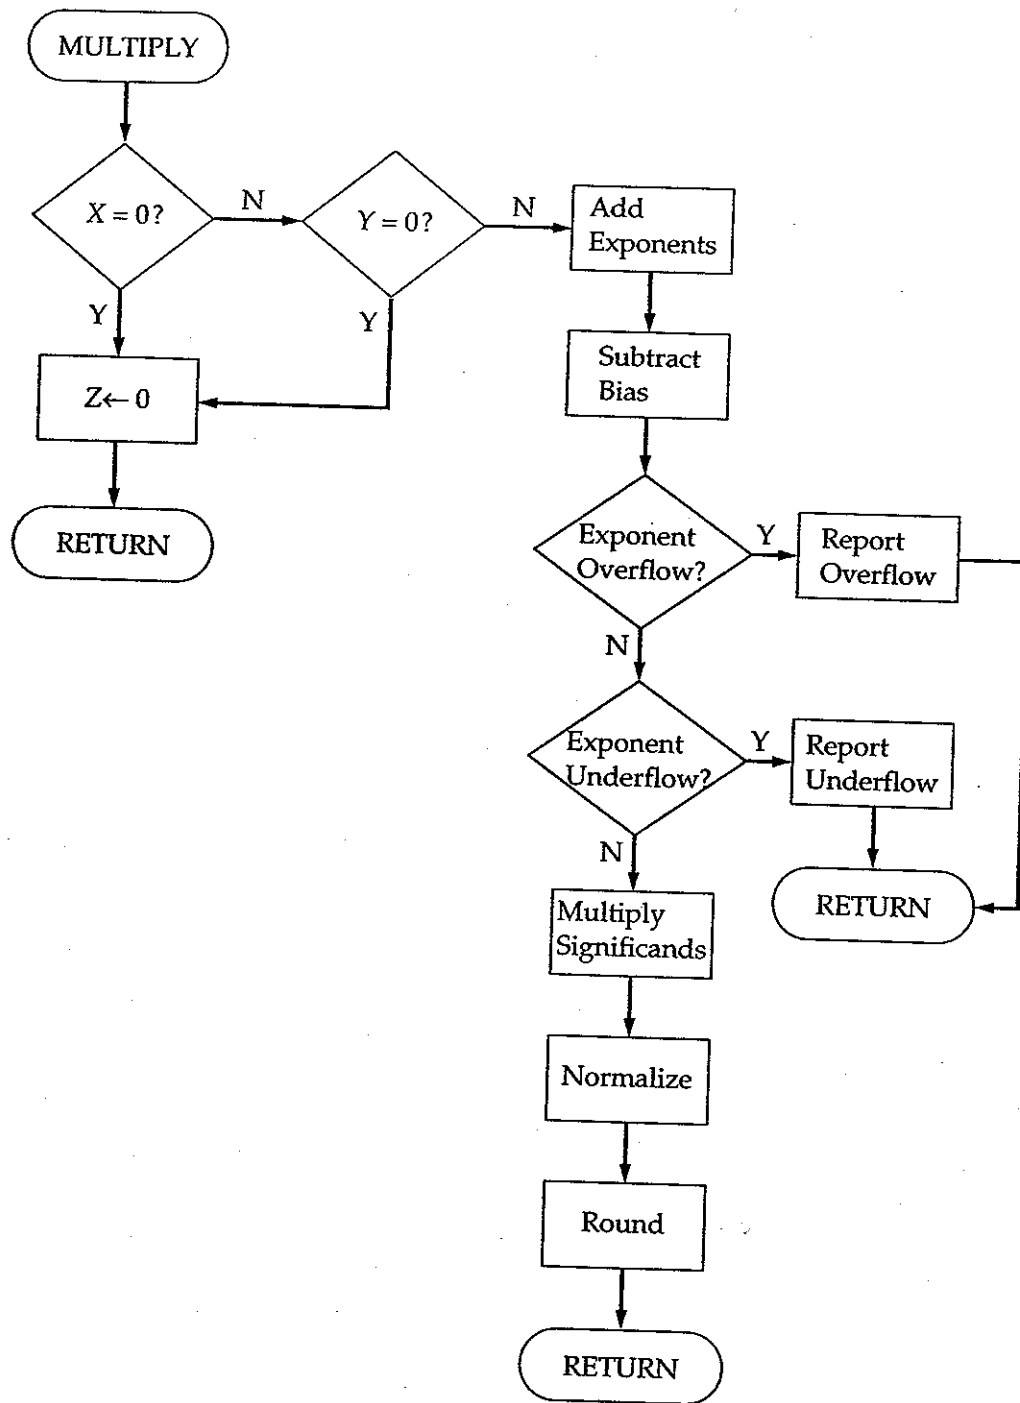 MULTIPLY
X = 0?
N
Y = 0?
N
Add
Exponents
Y
Y
Subtract
Bias
Z← 0
RETURN
Exponent
Overflow?
Y
Report
Overflow
N
Exponent
Underflow?
Y
Report
Underflow
N
RETURN
Multiply
Significands
Normalize
Round
RETURN